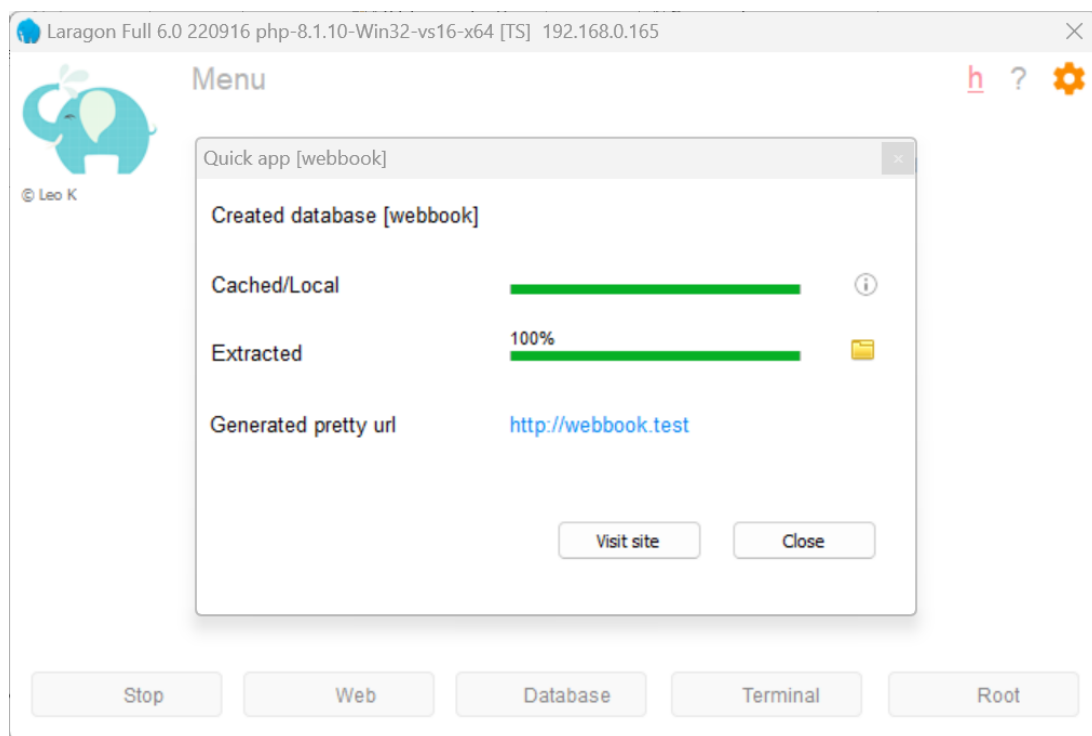 Laragon Full 6.0 220916 php-8.1.10-Win32-vs16-x64 [TS] 192.168.0.165
Menu
h ?
© Leo K
Quick app [webbook]
Created database [webbook]
Cached/Local
100%
Extracted
Generated pretty url http://webbook.test
Visit site Close
Stop Web Database Terminal Root